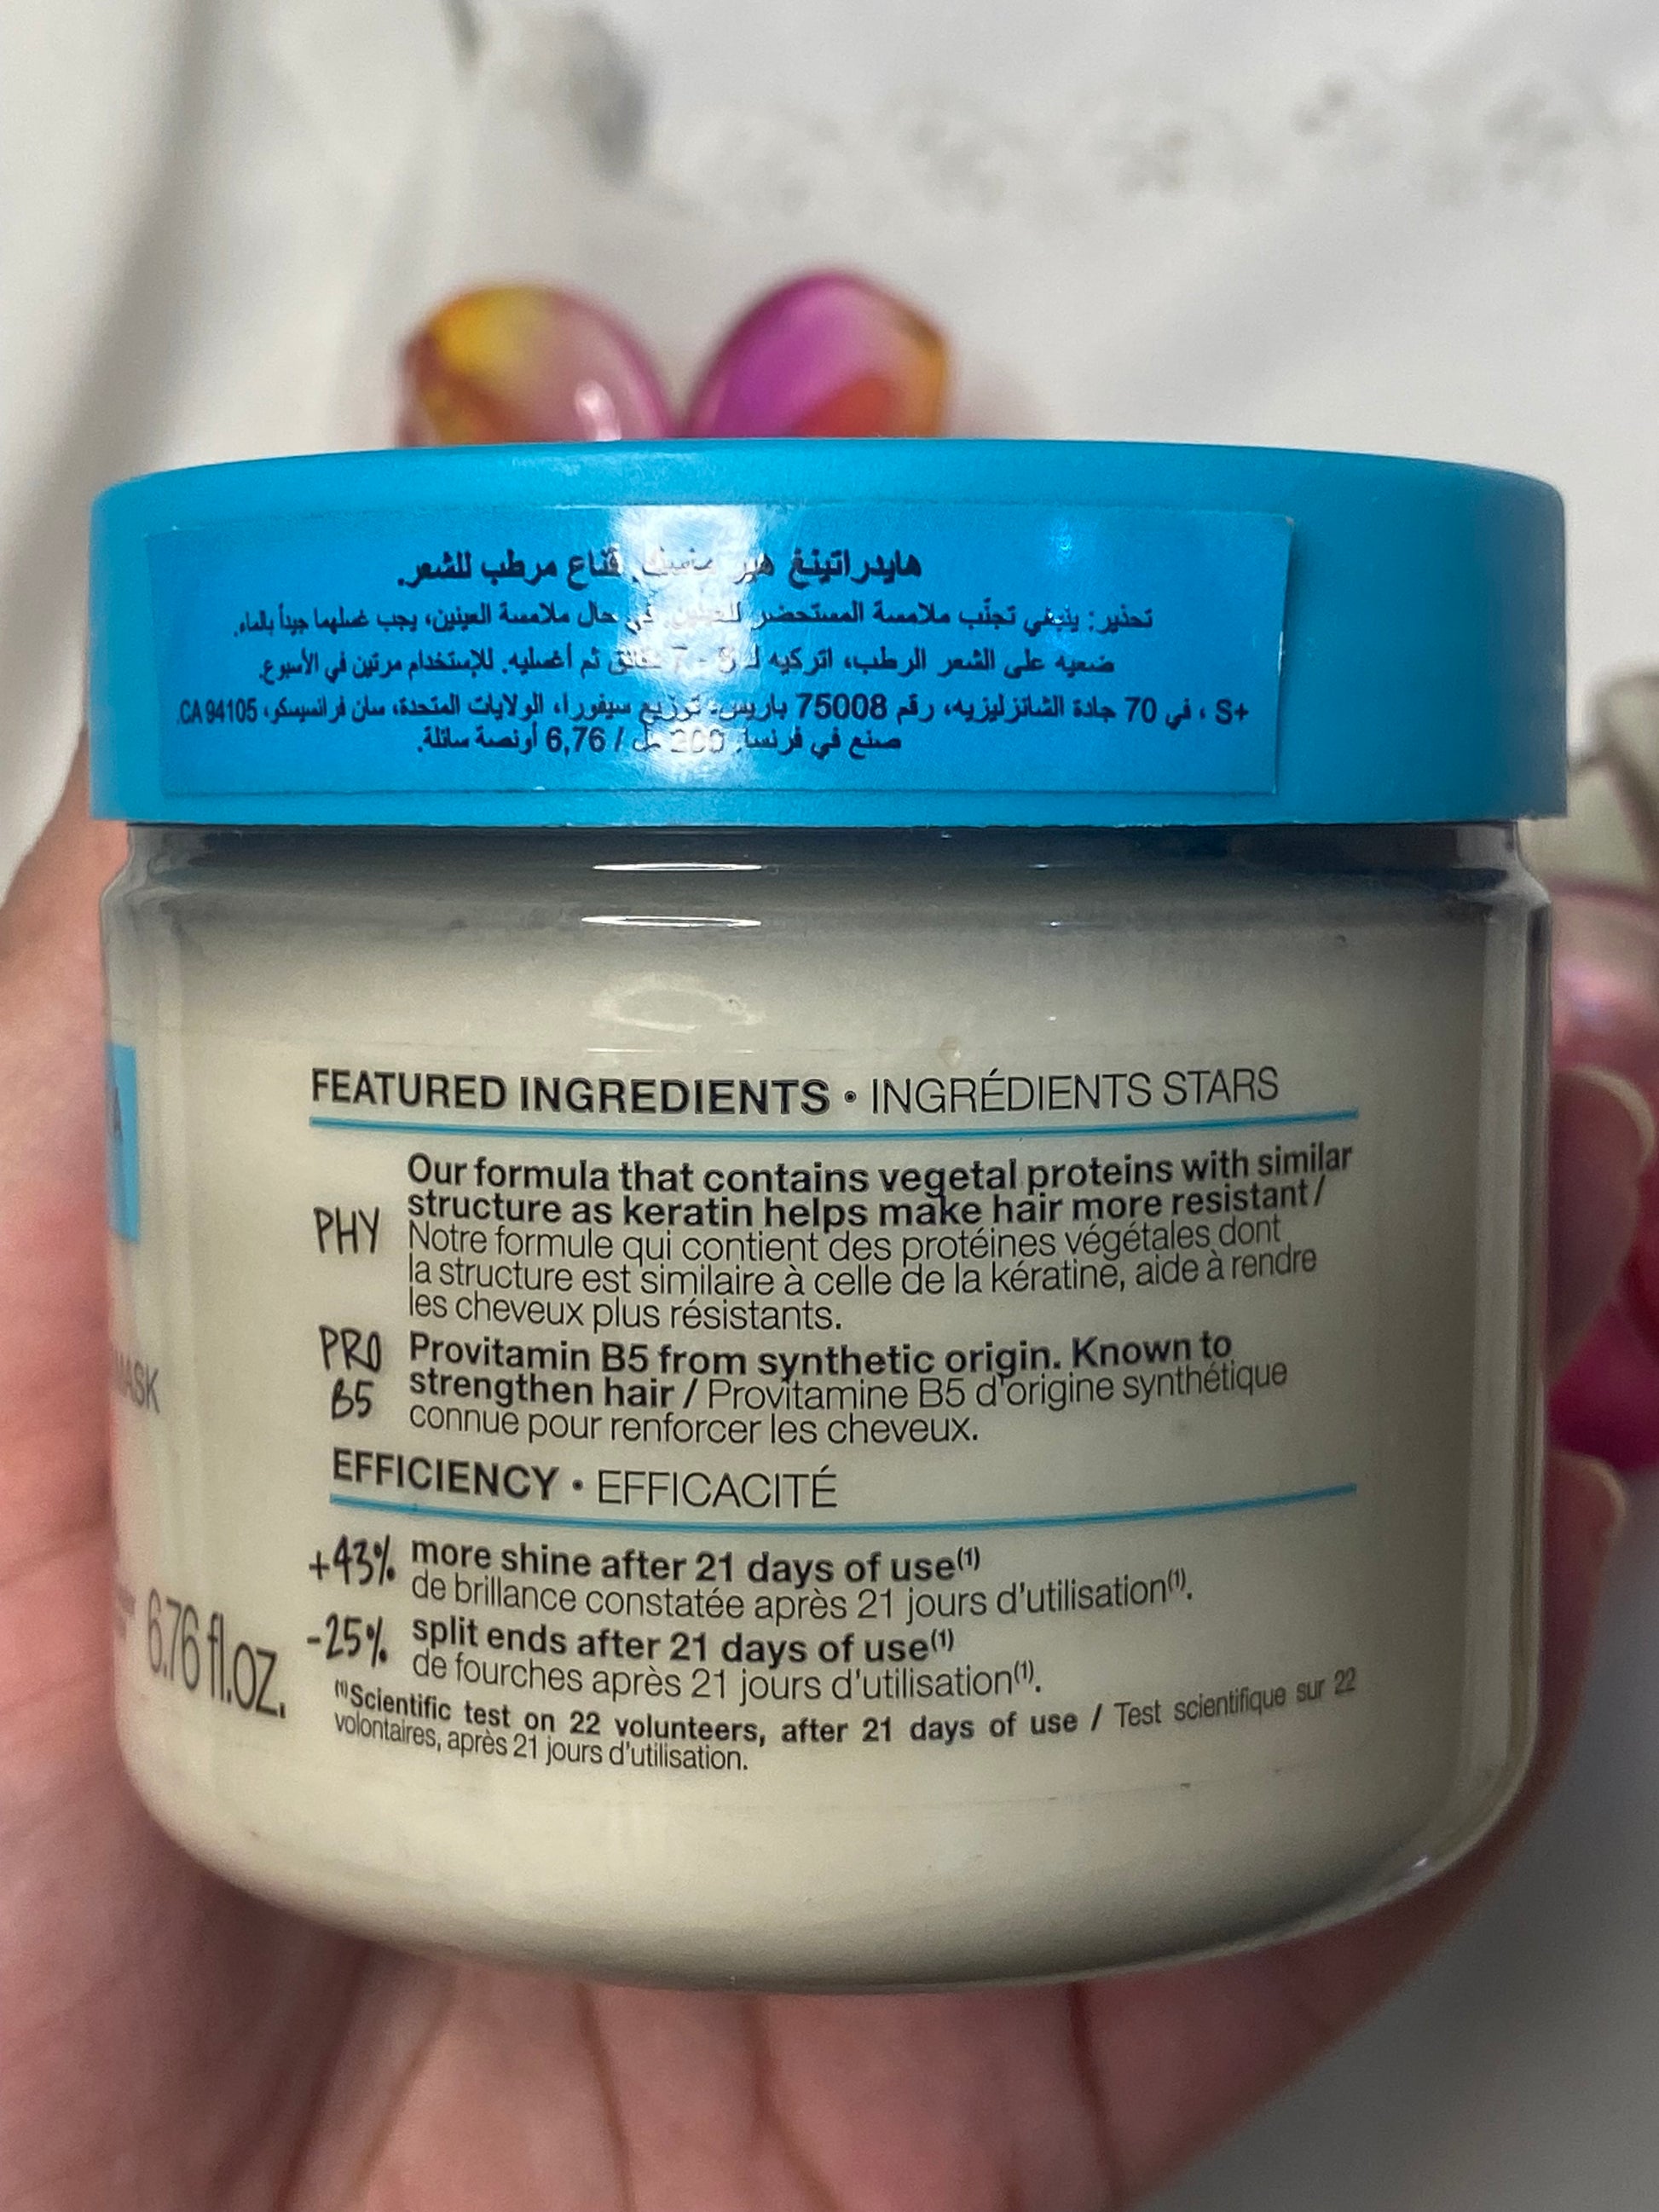 هايدراتينغ هير ماسك. قناع مرطب للشعر.
تحذير: ينبغي تجنّب ملامسة المستحضر للعينين. في حال ملامسة العينين، يجب غسلهما جيداً بالماء.
ضعيه على الشعر الرطب، اتركيه لـ 5 - 7 دقائق ثم أغسليه. للإستخدام مرتين في الأسبوع.
S+ ، في 70 جادة الشانزليزيه، رقم 75008 باريس. توزيع سيفورا، الولايات المتحدة، سان فرانسيسكو، CA 94105.
صنع في فرنسا. 200 مل / 6,76 أونصة سائلة.
FEATURED INGREDIENTS • INGRÉDIENTS STARS
PHY
Our formula that contains vegetal proteins with similar
structure as keratin helps make hair more resistant /
Notre formule qui contient des protéines végétales dont
la structure est similaire à celle de la kératine, aide à rendre
les cheveux plus résistants.
PRO
B5
Provitamin B5 from synthetic origin. Known to
strengthen hair / Provitamine B5 d'origine synthétique
connue pour renforcer les cheveux.
EFFICIENCY • EFFICACITÉ
+43% more shine after 21 days of use(1)
de brillance constatée après 21 jours d'utilisation(1).
-25% split ends after 21 days of use(1)
de fourches après 21 jours d'utilisation(1).
(1)Scientific test on 22 volunteers, after 21 days of use / Test scientifique sur 22
volontaires, après 21 jours d'utilisation.
6.76 fl.oz.